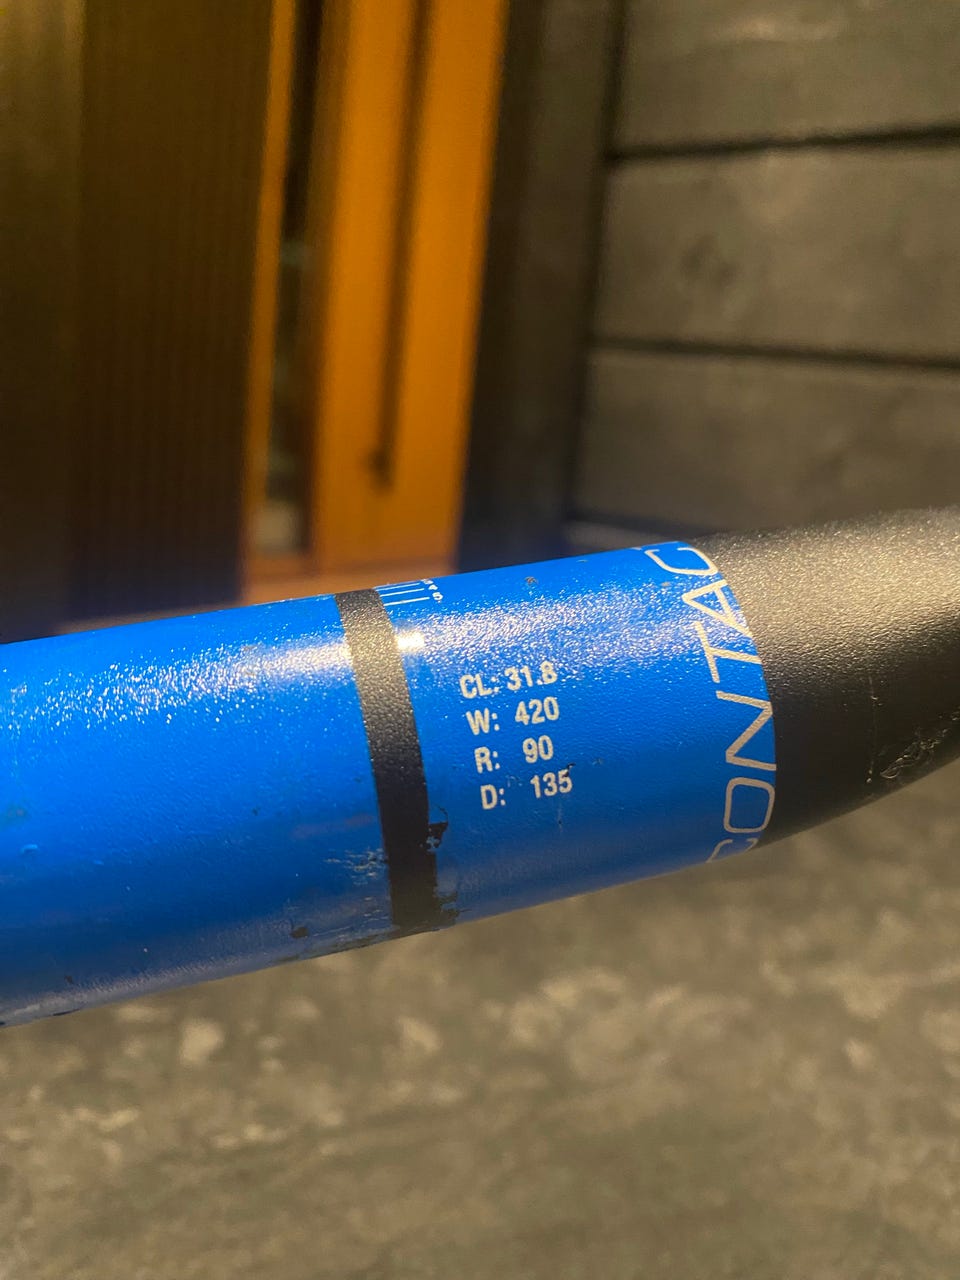 CL: 31.8
W: 420
R: 90
D: 135
CONTAC